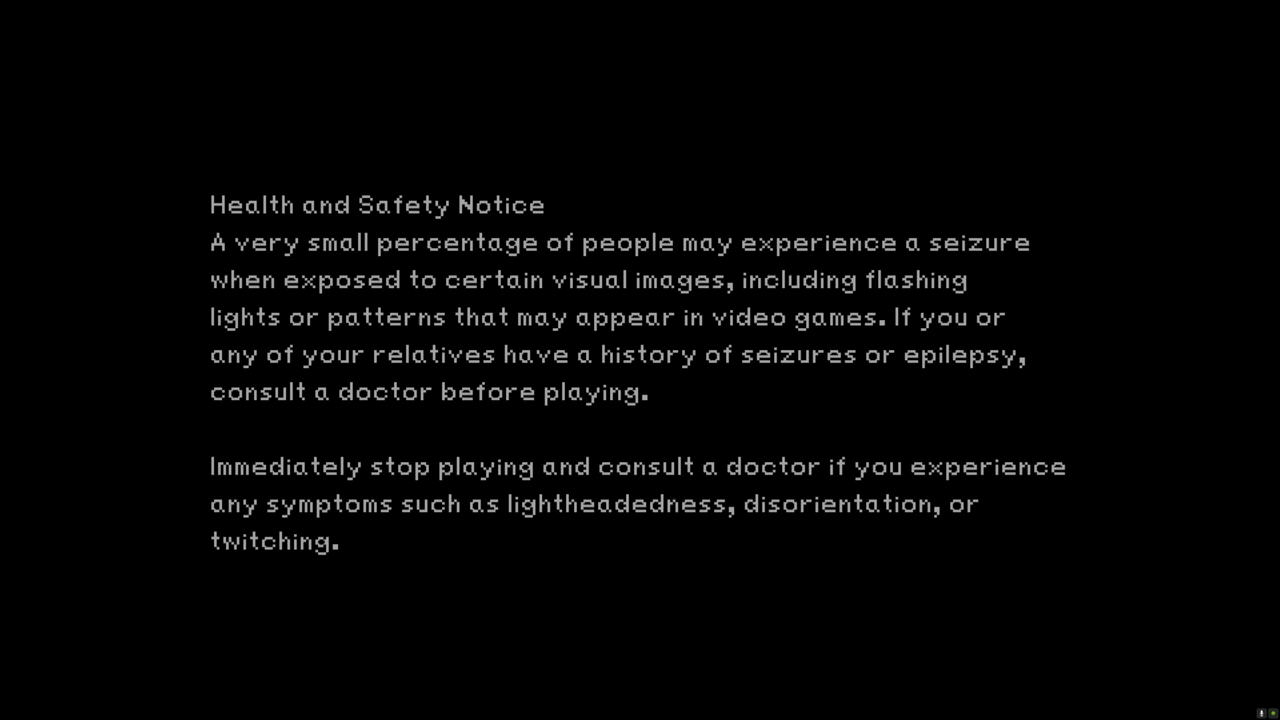 Health and Safety Notice
A very small percentage of people may experience a seizure
when exposed to certain visual images, including flashing
lights or patterns that may appear in video games. If you or
any of your relatives have a history of seizures or epilepsy,
consult a doctor before playing.
Immediately stop playing and consult a doctor if you experience
any symptoms such as lightheadedness, disorientation, or
twitching.